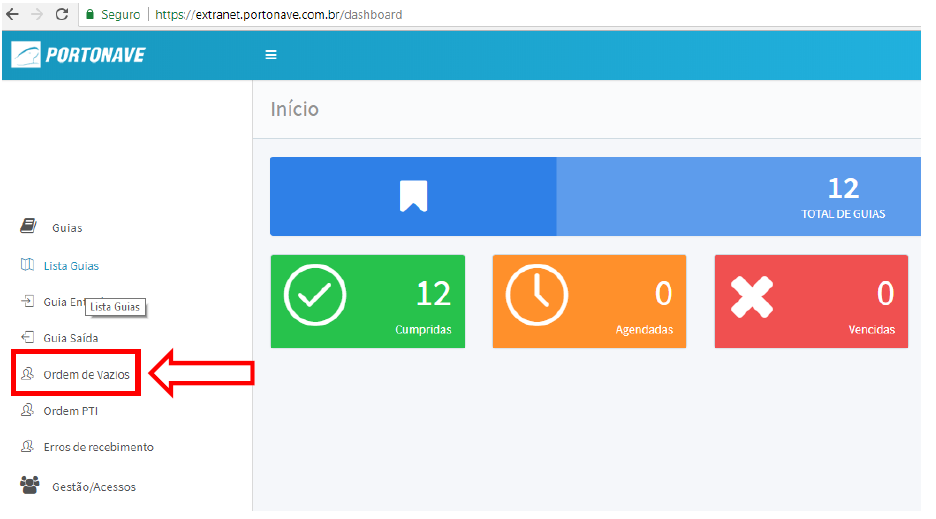 Seguro | https://extranet.portonave.com.br/dashboard
PORTONAVE
Início
12
TOTAL DE GUIAS
12
Cumpridas
0
Agendadas
0
Vencidas
Guias
Lista Guias
Guia En
Lista Guias
Guia Saída
Ordem de Vazios
Ordem PTI
Erros de recebimento
Gestão/Acessos